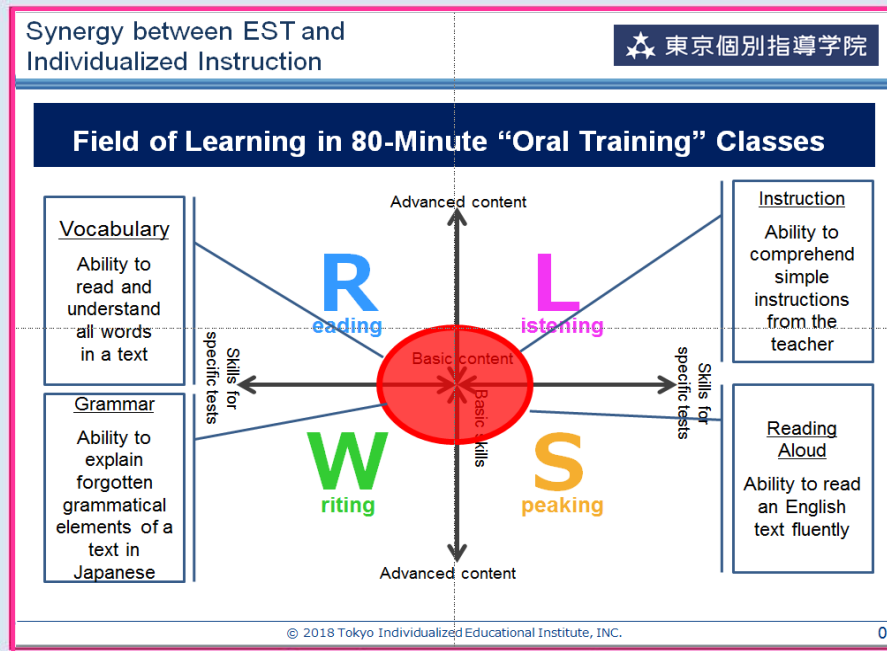 Synergy between EST and
Individualized Instruction
東京個別指導学院
Field of Learning in 80-Minute “Oral Training” Classes
Vocabulary
Ability to
read and
understand
all words
in a text
Grammar
Ability to
explain
forgotten
grammatical
elements of a
text in
Japanese
Advanced content
R
eading
L
istening
Skills for
specific tests
Basic content
Basic skills
Skills for
specific tests
W
riting
S
peaking
Advanced content
Instruction
Ability to
comprehend
simple
instructions
from the
teacher
Reading
Aloud
Ability to read
an English
text fluently
© 2018 Tokyo Individualized Educational Institute, INC.
0